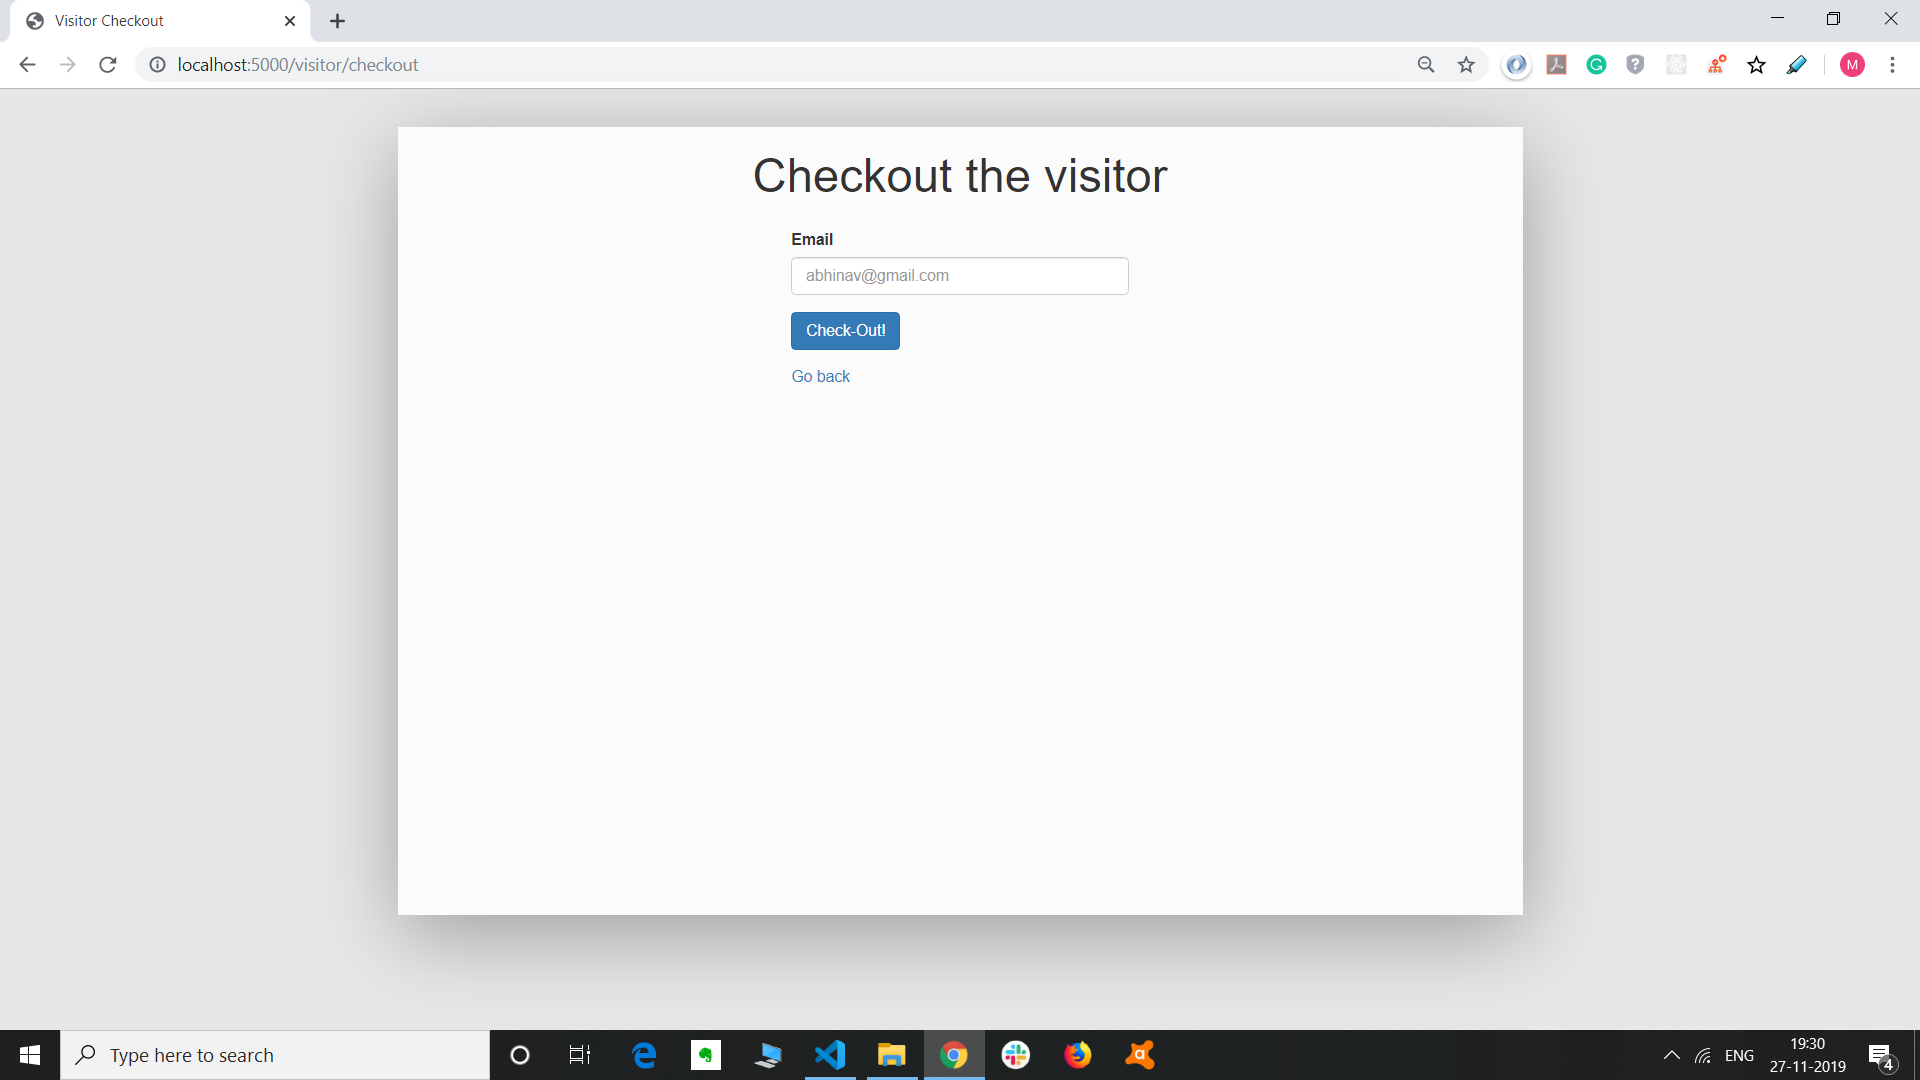 Visitor Checkout
localhost:5000/visitor/checkout
M
Checkout the visitor
Email
abhinav@gmail.com
Check-Out!
Go back
Type here to search
ENG
19:30
27-11-2019
4